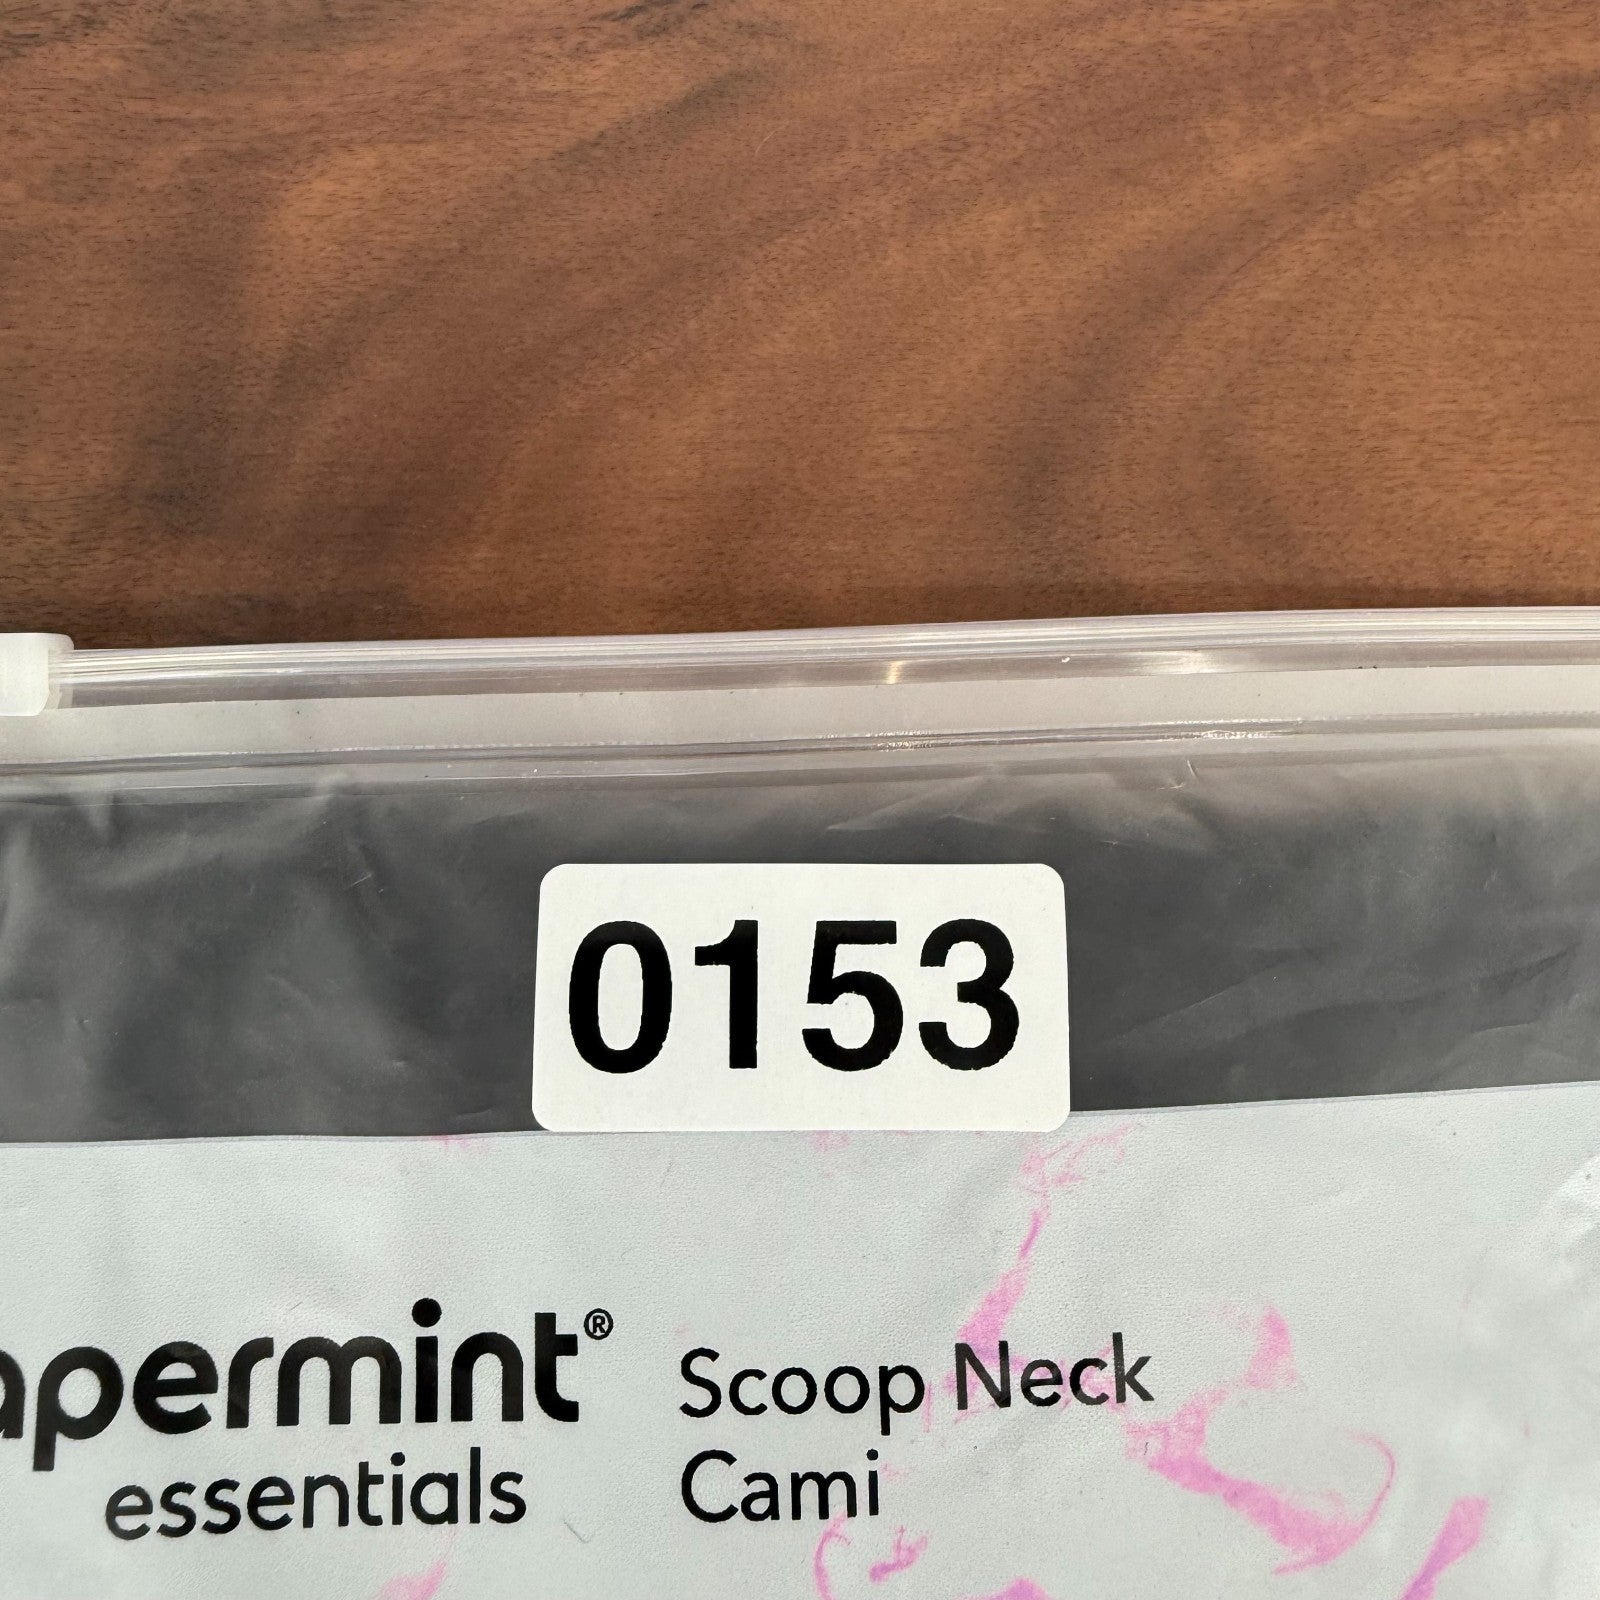 0153
apermint® Scoop Neck
essentials Cami